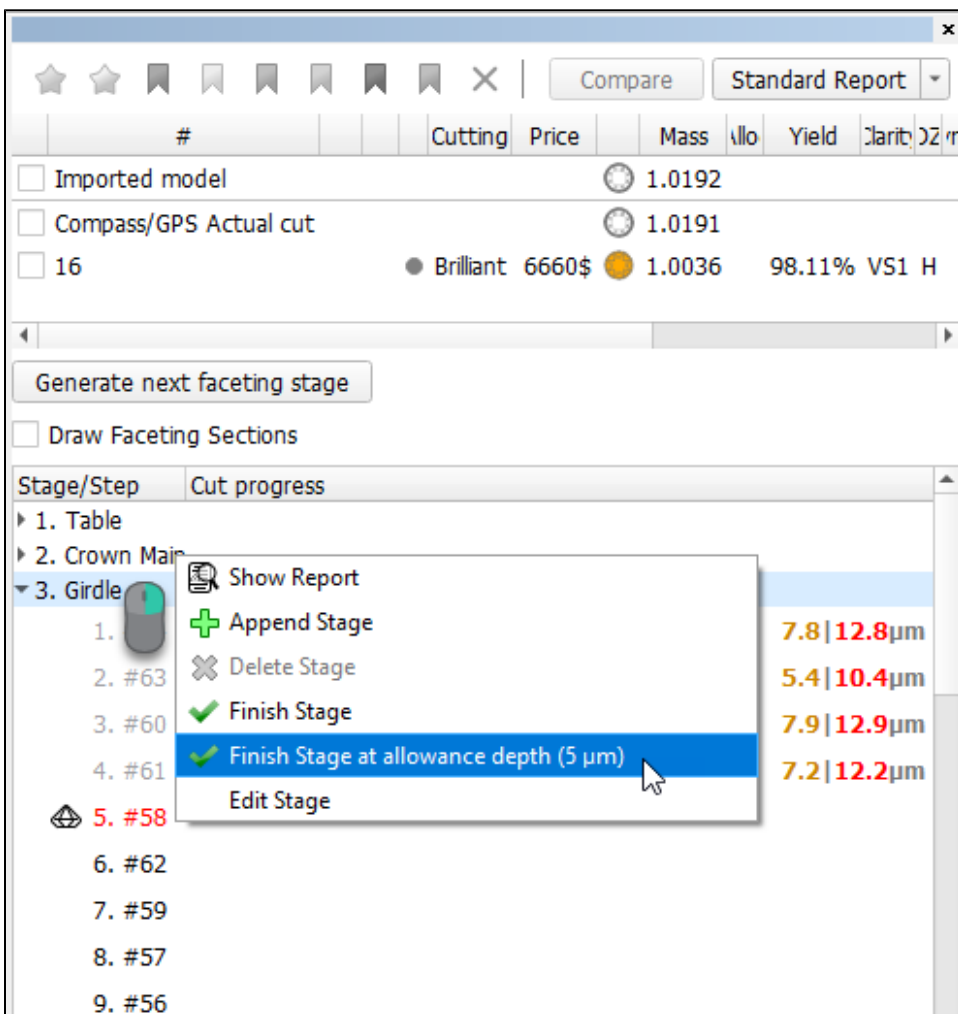 Compare Standard Report
# Cutting Price Mass Yield
Imported model 1.0192
Compass/GPS Actual cut 1.0191
16 Brilliant 6660$ 1.0036 98.11% VS1 H
Generate next faceting stage
Draw Faceting Sections
Stage/Step Cut progress
1. Table
2. Crown Main
3. Girdle
Show Report
1. 7.8|12.8µm
Append Stage
2. #63 5.4|10.4µm
Delete Stage
3. #60 7.9|12.9µm
Finish Stage
4. #61 7.2|12.2µm
Finish Stage at allowance depth (5 µm)
Edit Stage
5. #58
6. #62
7. #59
8. #57
9. #56